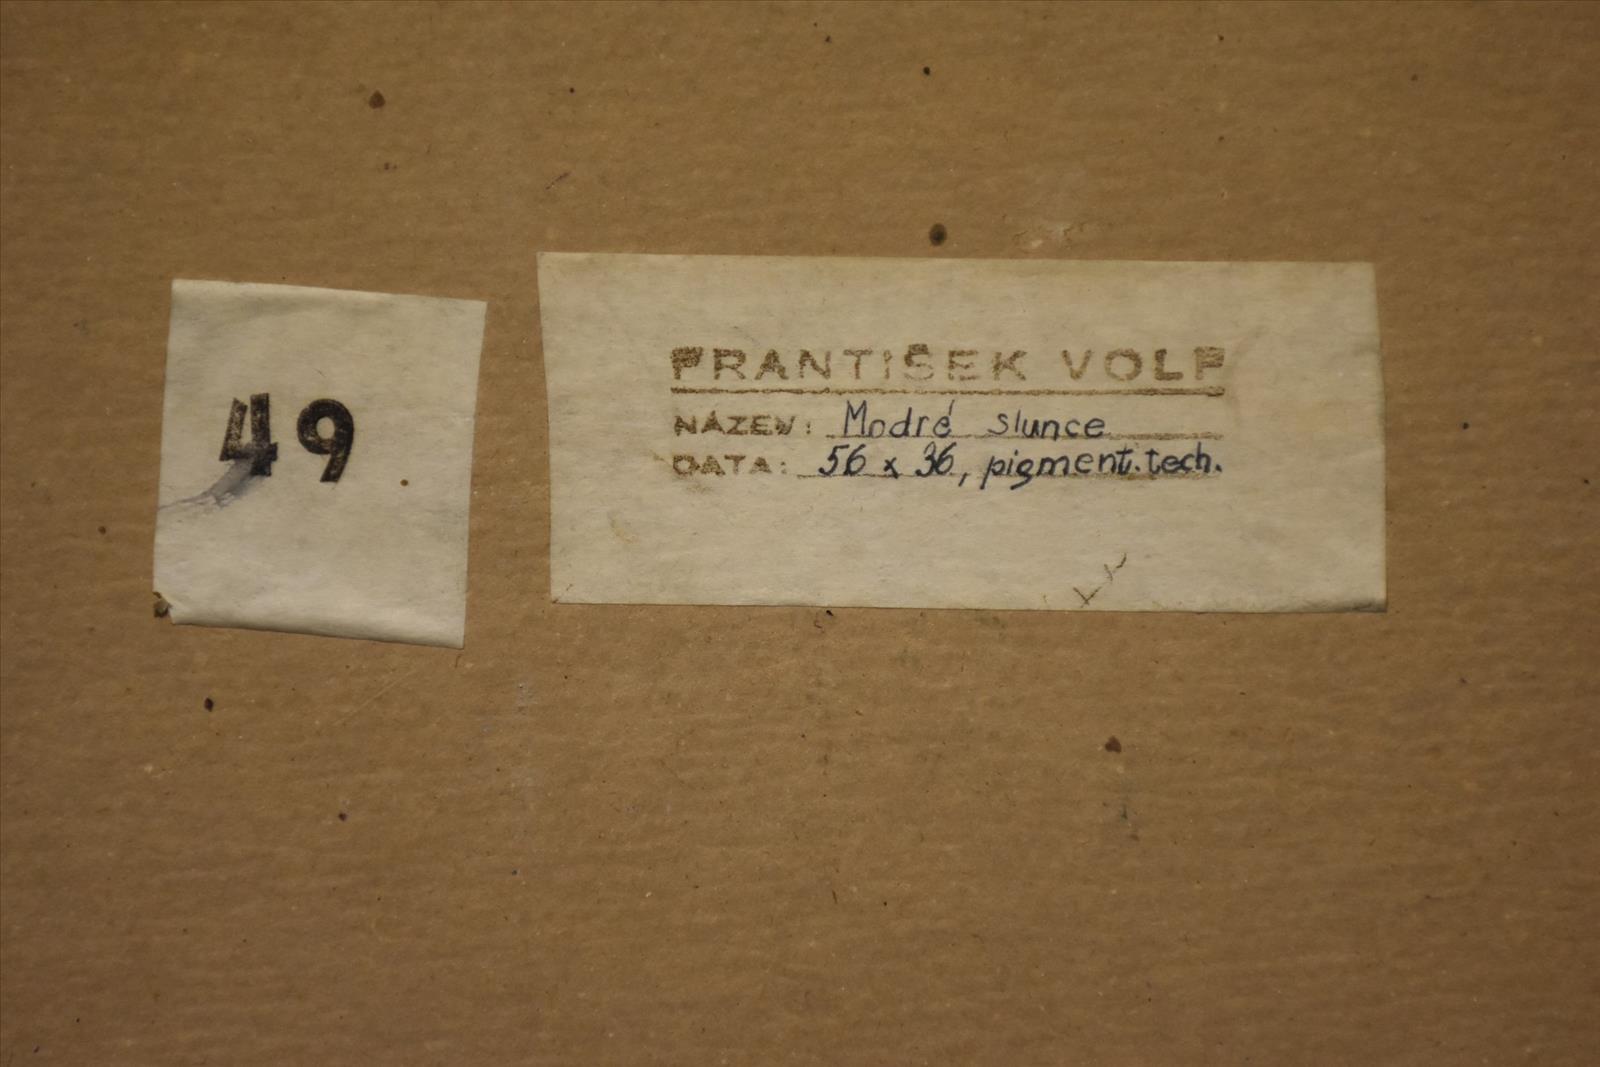 49
FRANTIŠEK VOLF
NÁZEV: Modré slunce
DATA: 56 x 36, pigment. tech.